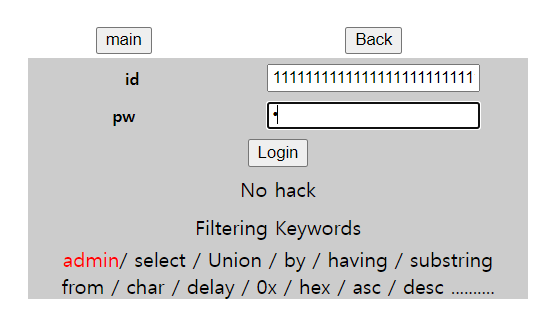 main Back
id 1111111111111111111111111
pw •
Login
No hack
Filtering Keywords
admin/ select / Union / by / having / substring
from / char / delay / 0x / hex / asc / desc ..........